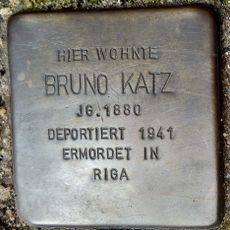 HIER WOHNTE
BRUNO KATZ
JG. 1880
DEPORTIERT 1941
ERMORDET IN
RIGA